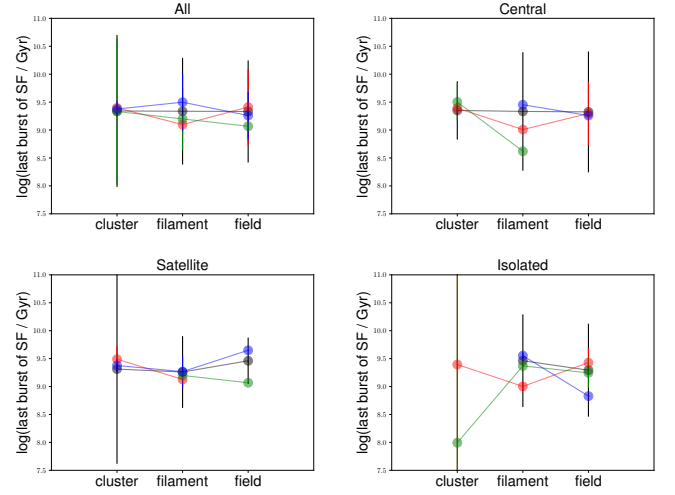 All
Central
log(last burst of SF / Gyr)
11.0
10.5
10.0
9.5
9.0
8.5
8.0
7.5
cluster filament field
log(last burst of SF / Gyr)
11.0
10.5
10.0
9.5
9.0
8.5
8.0
7.5
cluster filament field
Satellite
Isolated
log(last burst of SF / Gyr)
11.0
10.5
10.0
9.5
9.0
8.5
8.0
7.5
cluster filament field
log(last burst of SF / Gyr)
11.0
10.5
10.0
9.5
9.0
8.5
8.0
7.5
cluster filament field